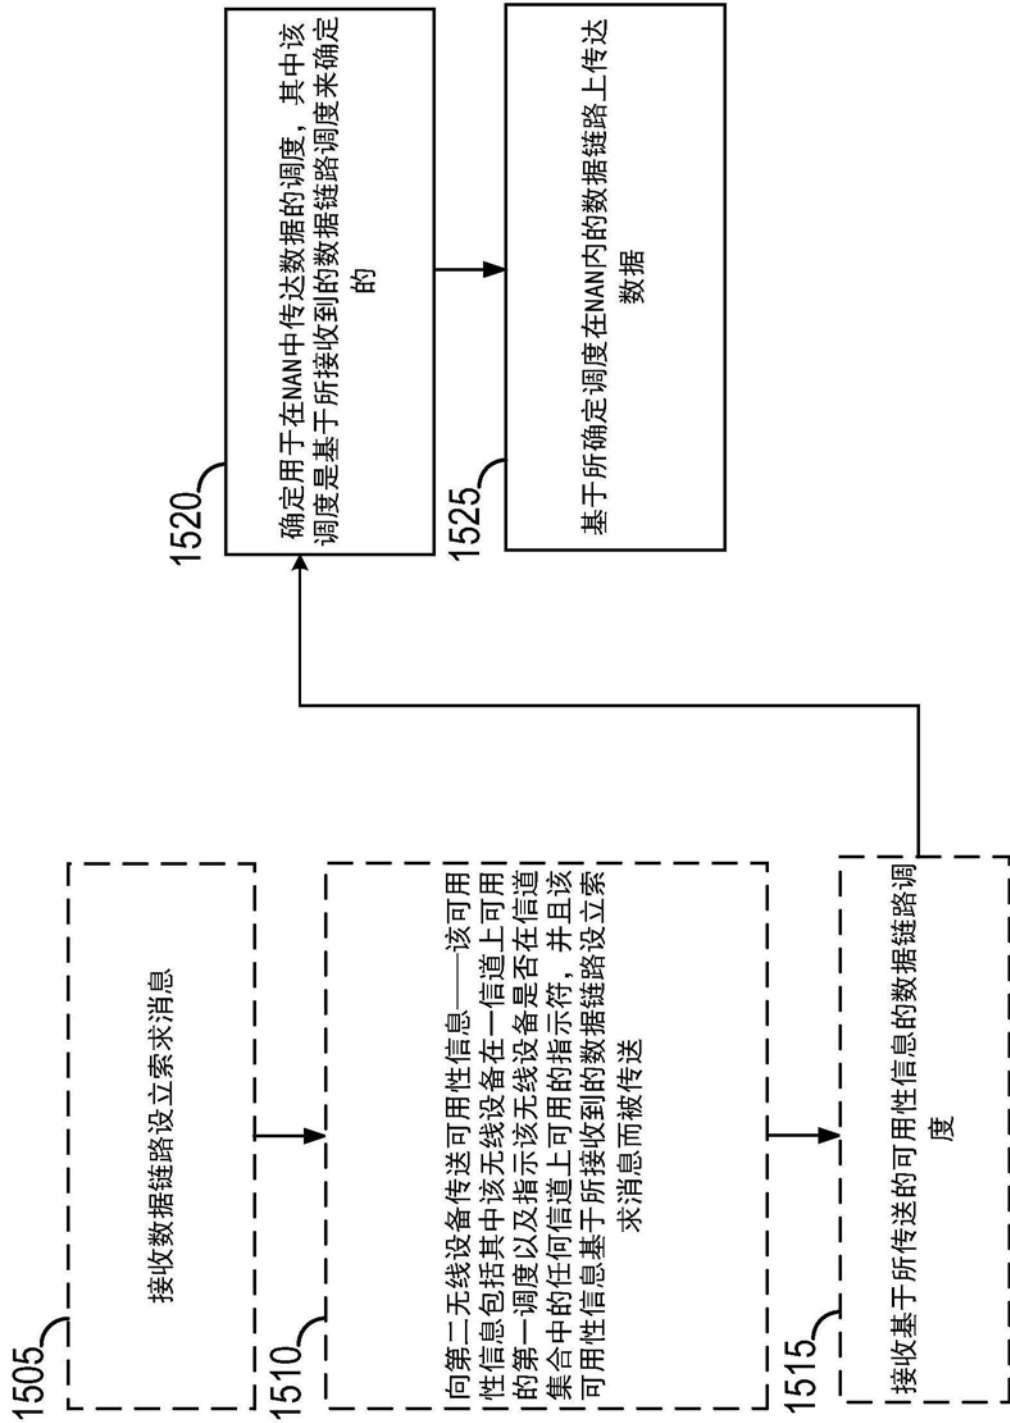 1505
接收数据链路设立索求消息
1510
向第二无线设备传送可用性信息——该可用
性信息包括其中该无线设备在一信道上可用
的第一调度以及指示该无线设备是否在信道
集合中的任何信道上可用的指示符，并且该
可用性信息基于所接收到的数据链路设立索
求消息而被传送
1515
接收基于所传送的可用性信息的数据链路调
度
1520
确定用于在NAN中传达数据的调度，其中该
调度是基于所接收到的数据链路调度来确定
的
1525
基于所确定调度在NAN内的数据链路上传达
数据